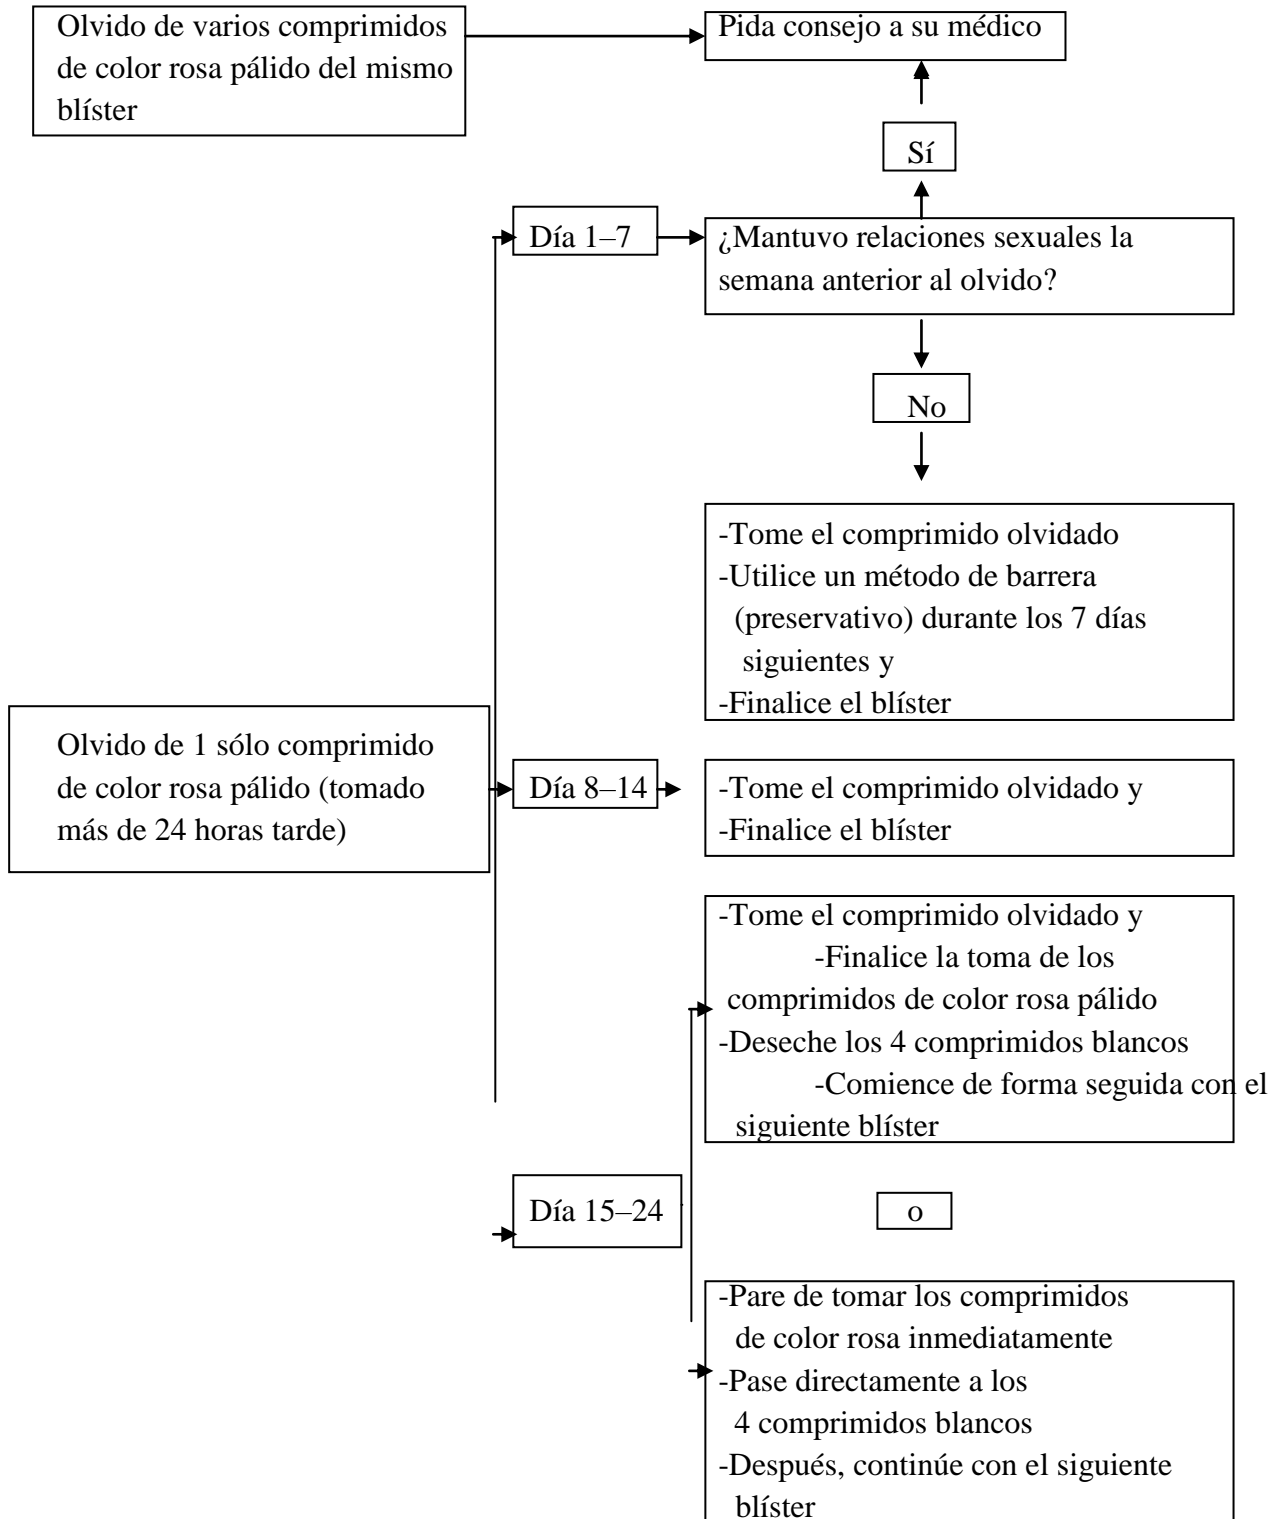 Olvido de varios comprimidos
de color rosa pálido del mismo
blíster
Pida consejo a su médico
Sí
Día 1–7
¿Mantuvo relaciones sexuales la
semana anterior al olvido?
No
-Tome el comprimido olvidado
-Utilice un método de barrera
(preservativo) durante los 7 días
siguientes y
-Finalice el blíster
Olvido de 1 sólo comprimido
de color rosa pálido (tomado
más de 24 horas tarde)
Día 8–14
-Tome el comprimido olvidado y
-Finalice el blíster
-Tome el comprimido olvidado y
-Finalice la toma de los
comprimidos de color rosa pálido
-Deseche los 4 comprimidos blancos
-Comience de forma seguida con el
siguiente blíster
Día 15–24
o
-Pare de tomar los comprimidos
de color rosa inmediatamente
-Pase directamente a los
4 comprimidos blancos
-Después, continúe con el siguiente
blíster